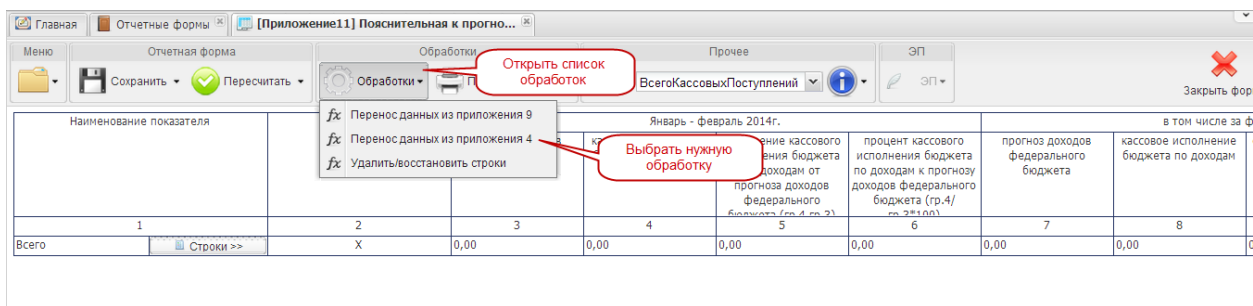 Главная
Отчетные формы
[Приложение11] Пояснительная к прогно...
Меню
Отчетная форма
Обработки
Прочее
ЭП
Сохранить
Пересчитать
Обработки
ВсегоКассовыхПоступлений
ЭП
Закрыть фор
Открыть список
обработок
Перенос данных из приложения 9
Перенос данных из приложения 4
Удалить/восстановить строки
Выбрать нужную
обработку
Наименование показателя
Январь - февраль 2014г.
в том числе за ф
ение кассового
ения бюджета
доходам от
прогноза доходов
федерального
бюджета (гр.4-гр.3)
процент кассового
исполнения бюджета
по доходам к прогнозу
доходов федерального
бюджета (гр.4/
гр.3*100)
прогноз доходов
федерального
бюджета
кассовое исполнение
бюджета по доходам
1 2 3 4 5 6 7 8
Всего Строки >> X 0,00 0,00 0,00 0,00 0,00 0,00